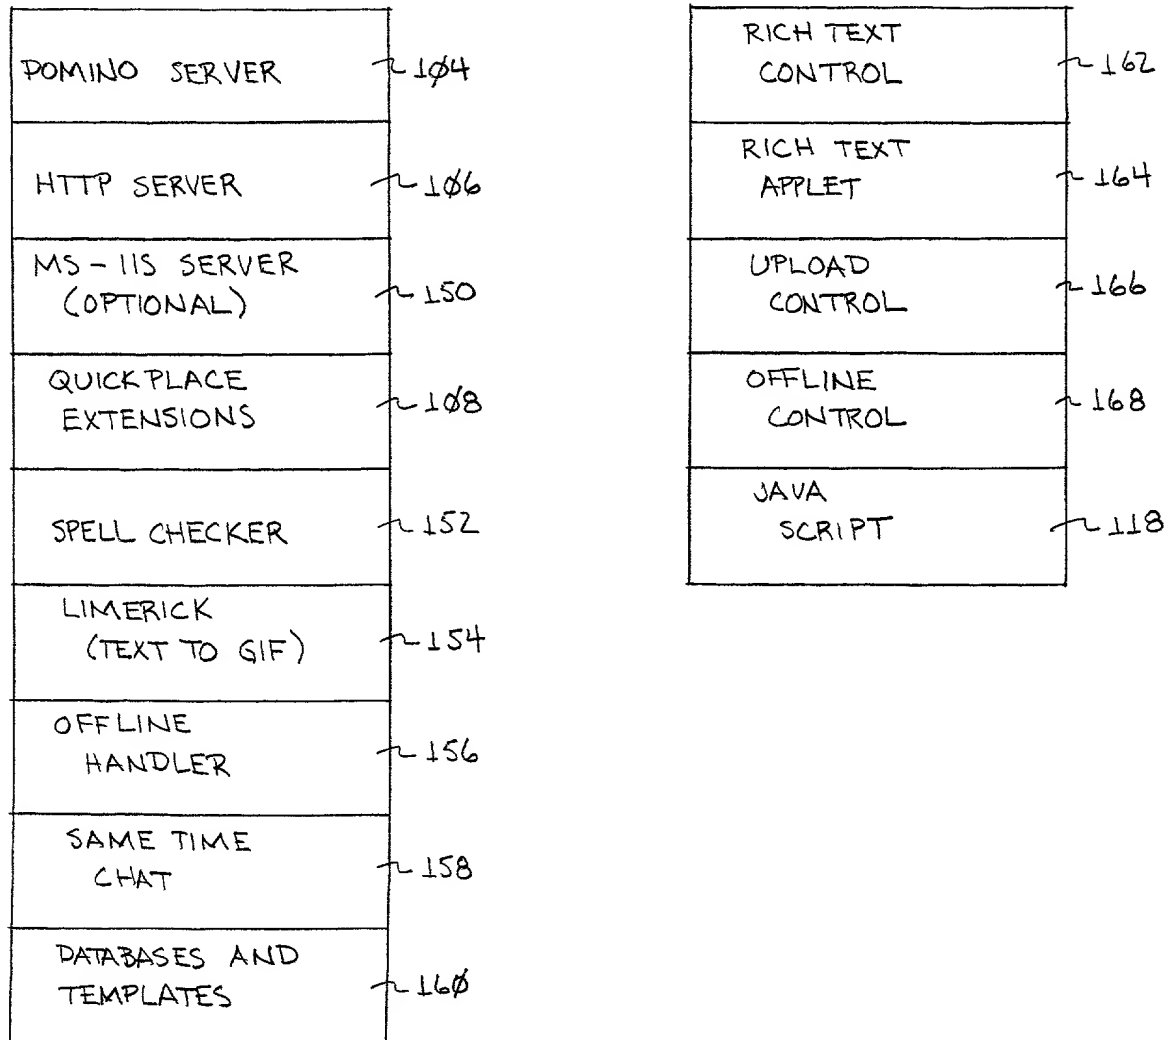 DOMINO SERVER 104
HTTP SERVER 106
MS-IIS SERVER
(OPTIONAL) 150
QUICKPLACE
EXTENSIONS 108
SPELL CHECKER 152
LIMERICK
(TEXT TO GIF) 154
OFFLINE
HANDLER 156
SAME TIME
CHAT 158
DATABASES AND
TEMPLATES 160
RICH TEXT
CONTROL 162
RICH TEXT
APPLET 164
UPLOAD
CONTROL 166
OFFLINE
CONTROL 168
JAVA
SCRIPT 118